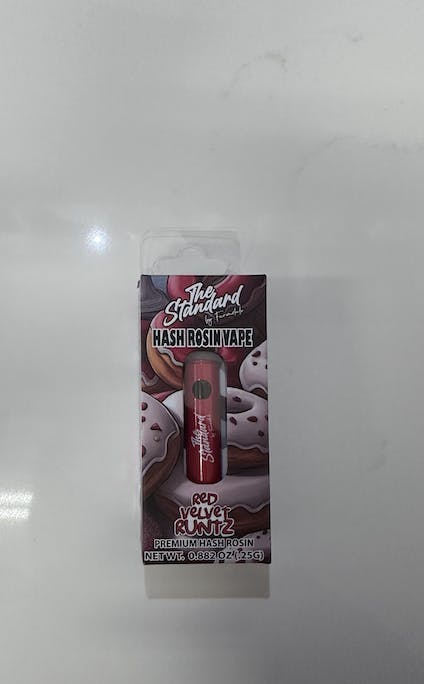 The
Standard
HASH ROSIN VAPE
The
Standard
RED
VELVET
RUNTZ
PREMIUM HASH ROSIN
NET WT. 0.882 OZ (.25G)